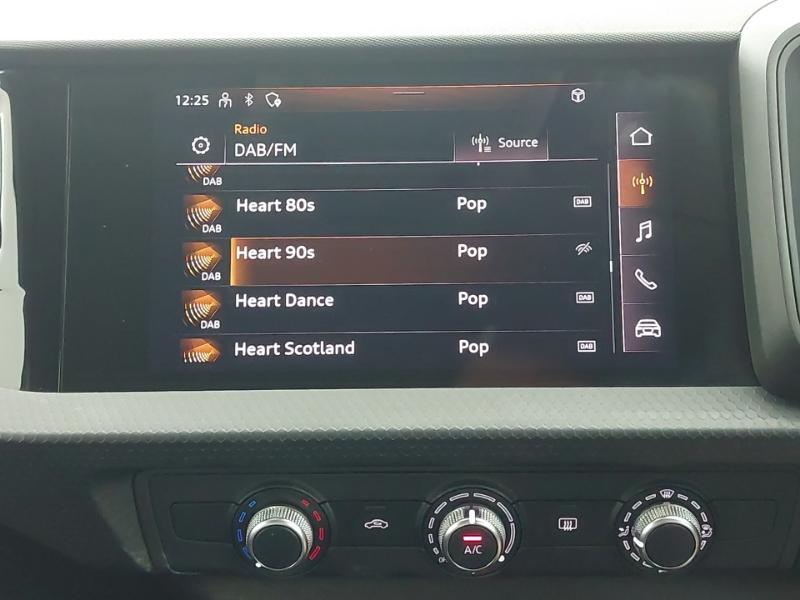 12:25
Radio
DAB/FM
Source
DAB
Heart 80s Pop DAB
DAB
Heart 90s Pop
DAB
Heart Dance Pop DAB
DAB
Heart Scotland Pop DAB
A/C